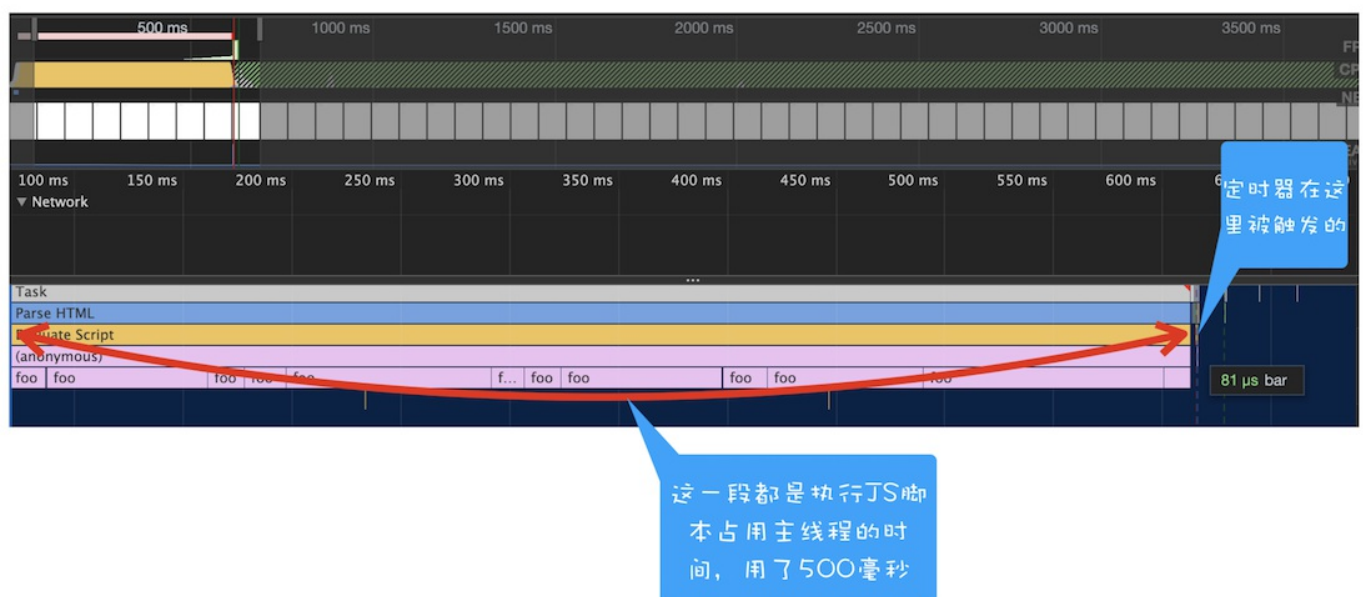 500 ms 1000 ms 1500 ms 2000 ms 2500 ms 3000 ms 3500 ms
FP
CP
NE
100 ms 150 ms 200 ms 250 ms 300 ms 350 ms 400 ms 450 ms 500 ms 550 ms 600 ms
定时器在这
里被触发的
▼ Network
Task
Parse HTML
Script
(anonymous)
foo foo foo foo foo f... foo foo foo foo foo
81 μs bar
这一段都是执行JS脚
本占用主线程的时
间，用了500毫秒